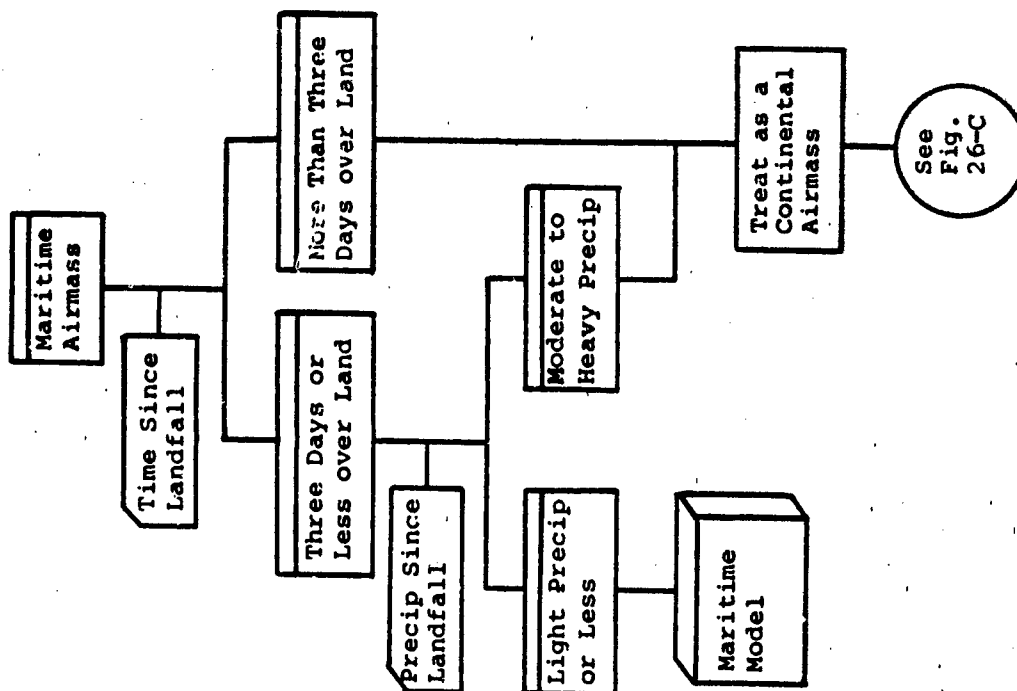 Maritime
Airmass
Time Since
Landfall
Three Days or
Less over Land
More Than Three
Days over Land
Precip Since
Landfall
Light Precip
or Less
Moderate to
Heavy Precip
Maritime
Model
Treat as a
Continental
Airmass
See
Fig.
26-C